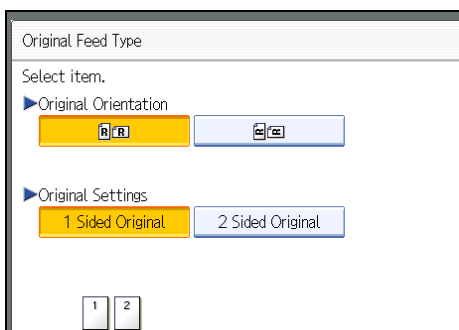 Original Feed Type
Select item.
Original Orientation
R R R R
Original Settings
1 Sided Original 2 Sided Original
1 2